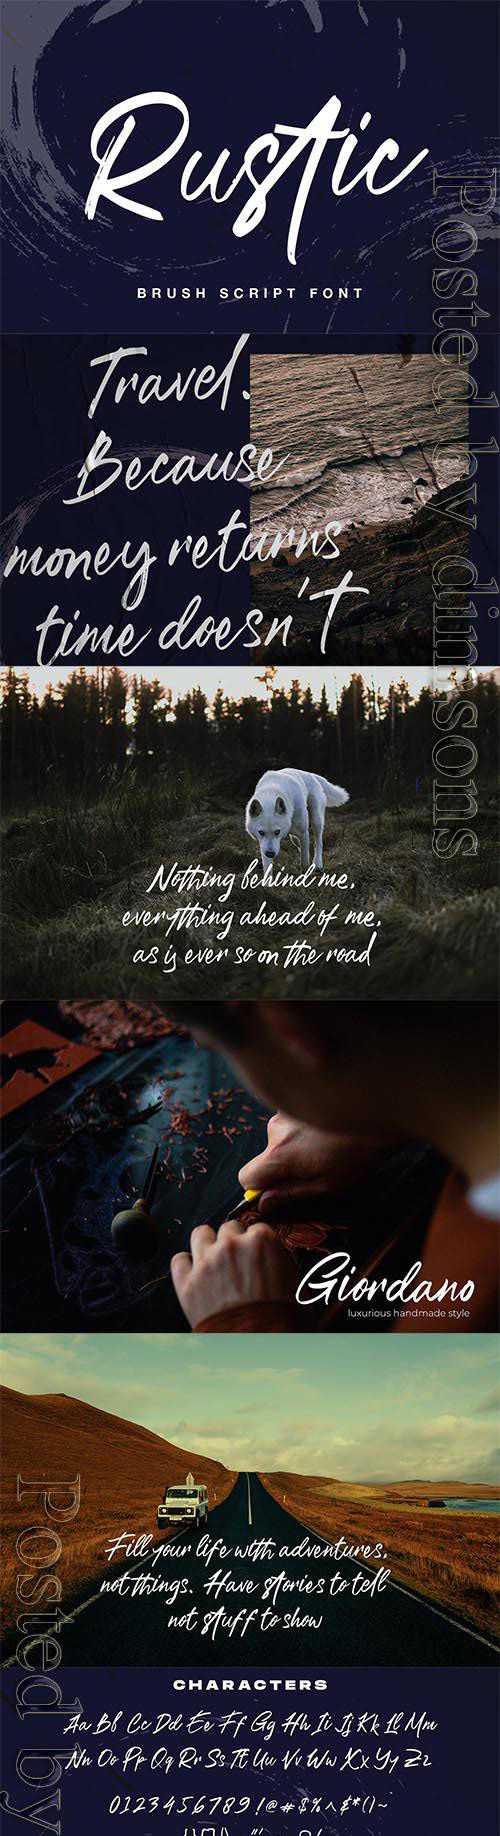 Rustic
BRUSH SCRIPT FONT
Posted by dimsons
Travel.
Because
money returns
time doesn't
Nothing behind me,
everything ahead of me,
as is ever so on the road
Giordano
luxurious handmade style
Fill your life with adventures,
not things. Have stories to tell
not stuff to show
Posted by
CHARACTERS
Aa Bb Cc Dd Ee Ff Gg Hh Ii Jj Kk Ll Mm
Nn Oo Pp Qq Rr Ss Tt Uu Vv Ww Xx Yy Zz
0123456789!@#$%^&*()~